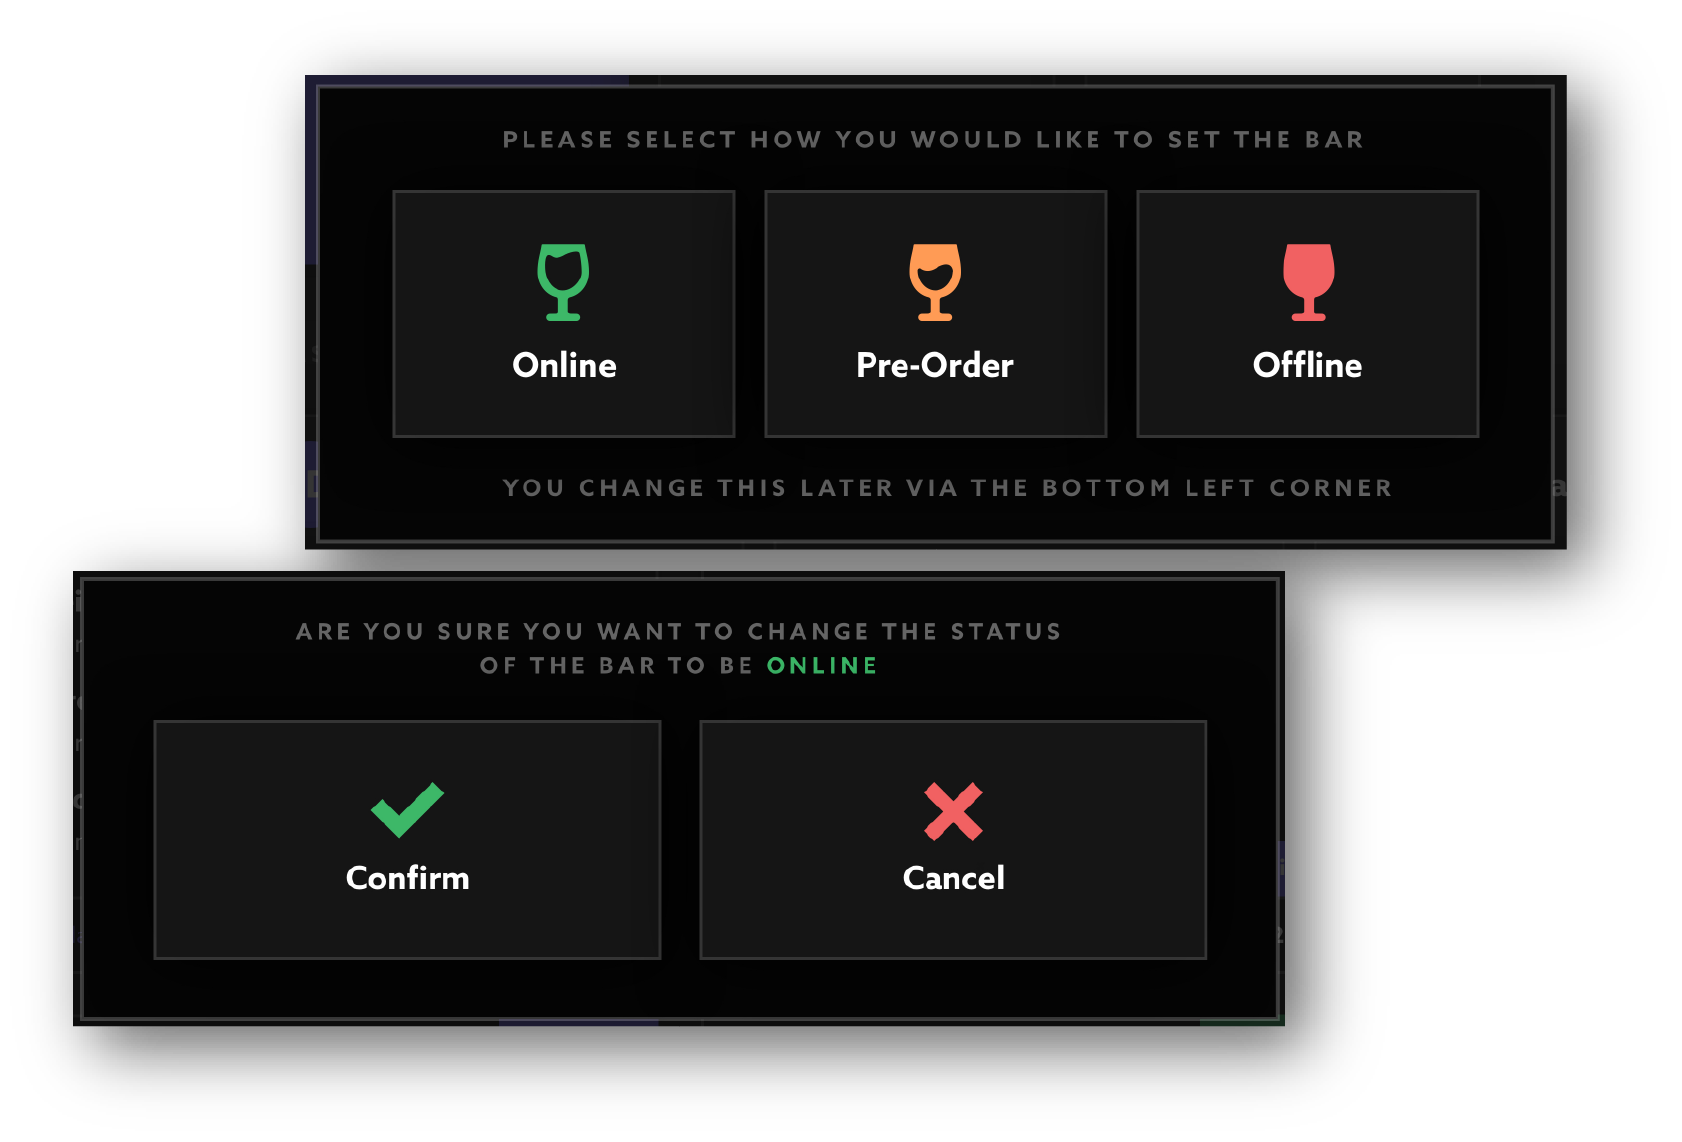 PLEASE SELECT HOW YOU WOULD LIKE TO SET THE BAR
Online
Pre-Order
Offline
YOU CHANGE THIS LATER VIA THE BOTTOM LEFT CORNER
ARE YOU SURE YOU WANT TO CHANGE THE STATUS
OF THE BAR TO BE ONLINE
Confirm
Cancel